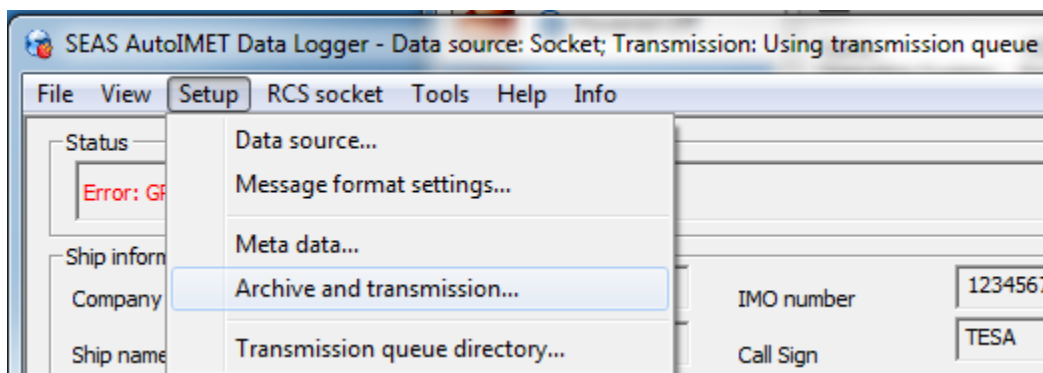 SEAS AutoIMET Data Logger - Data source: Socket; Transmission: Using transmission queue
File View Setup RCS socket Tools Help Info
Status
Data source...
Error:
Message format settings...
Meta data...
Ship
Company
Archive and transmission...
IMO number
1234567
Ship name
Transmission queue directory...
Call Sign
TESA